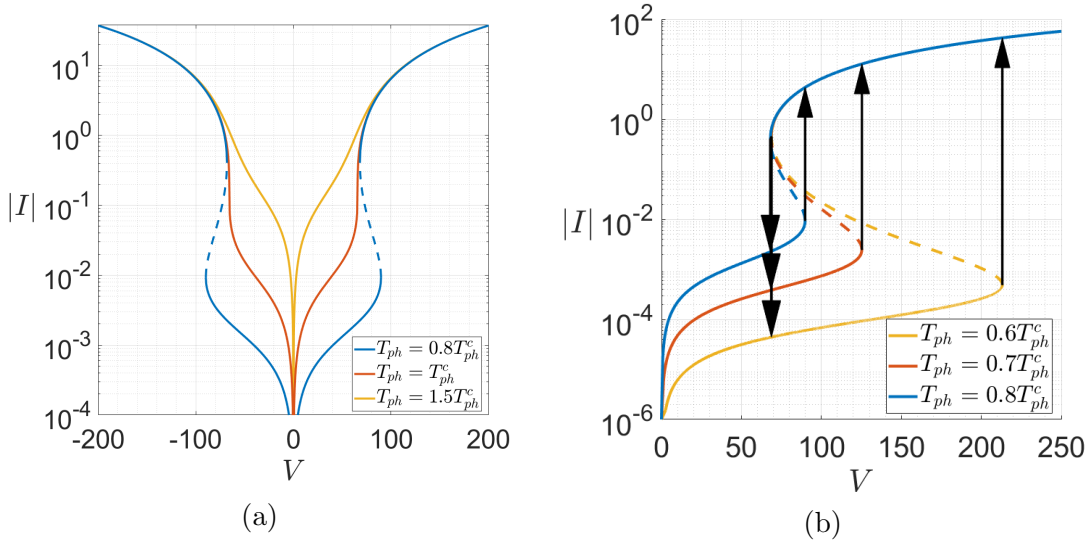 |I|
10^1
10^0
10^-1
10^-2
10^-3
10^-4
-200 -100 0 100 200
V
T_ph = 0.8T^c_ph
T_ph = T^c_ph
T_ph = 1.5T^c_ph
(a)
|I|
10^2
10^0
10^-2
10^-4
10^-6
0 50 100 150 200 250
V
T_ph = 0.6T^c_ph
T_ph = 0.7T^c_ph
T_ph = 0.8T^c_ph
(b)